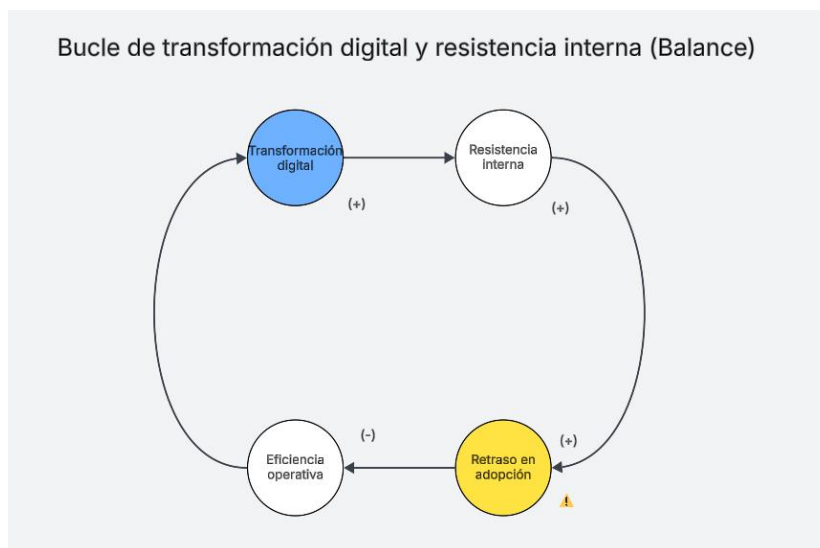 Bucle de transformación digital y resistencia interna (Balance)
Transformación
digital
(+)
Resistencia
interna
(+)
Eficiencia
operativa
(-)
Retraso en
adopción
(+)